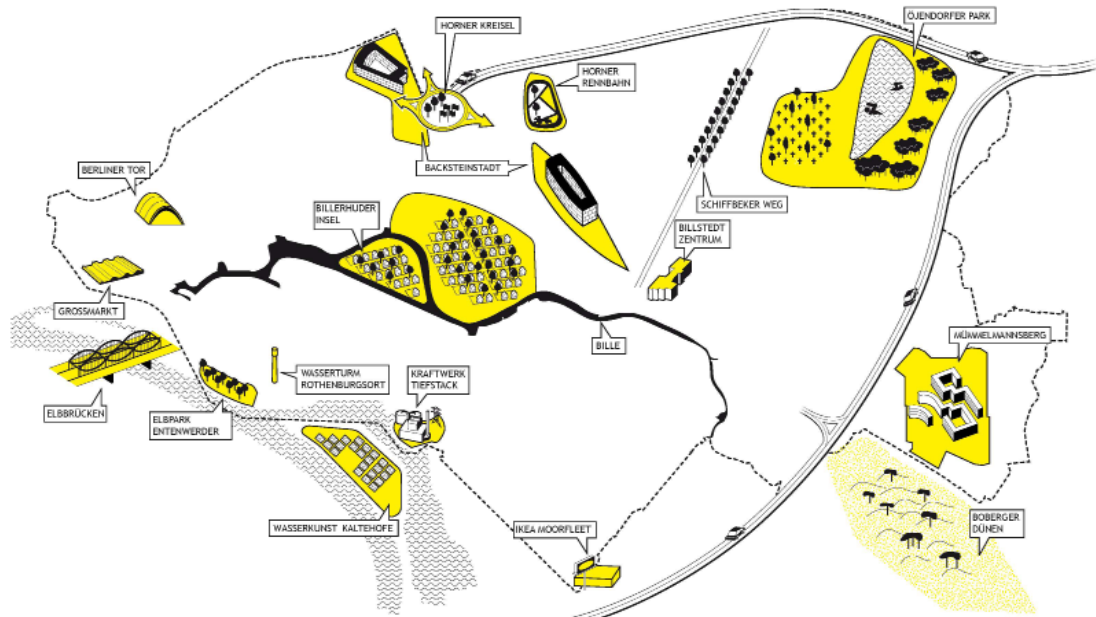 ÖJENDORFER PARK
HORNER KREISEL
HORNER
RENNBAHN
BACKSTEINSTADT
BERLINER TOR
SCHIFFBEKER WEG
BILLERHUDER
INSEL
BILLSTEDT
ZENTRUM
GROSSMARKT
BILLE
MÜMMELMANNSBERG
WASSERTURM
ROTHENBURGSORT
KRAFTWERK
TIEFSTACK
ELBBRÜCKEN
ELBPARK
ENTENWERDER
WASSERKUNST KALTEHOFE
IKEA MOORFLEET
BOBERGER
DÜNEN